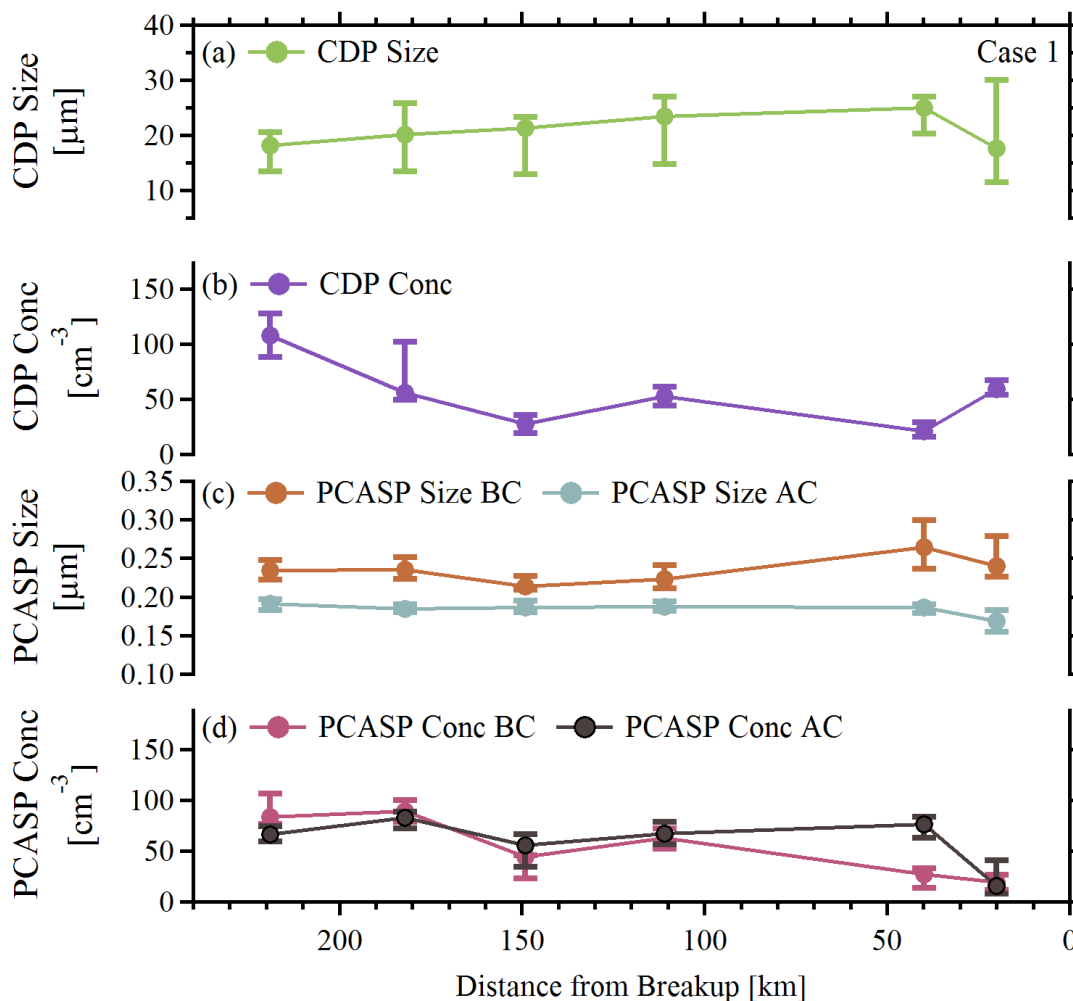 (a) CDP Size Case 1
CDP Size
[µm]
40
30
20
10
(b) CDP Conc
CDP Conc
[cm-3]
150
100
50
0
(c) PCASP Size BC PCASP Size AC
PCASP Size
[µm]
0.35
0.30
0.25
0.20
0.15
0.10
(d) PCASP Conc BC PCASP Conc AC
PCASP Conc
[cm-3]
150
100
50
0
200 150 100 50 0
Distance from Breakup [km]